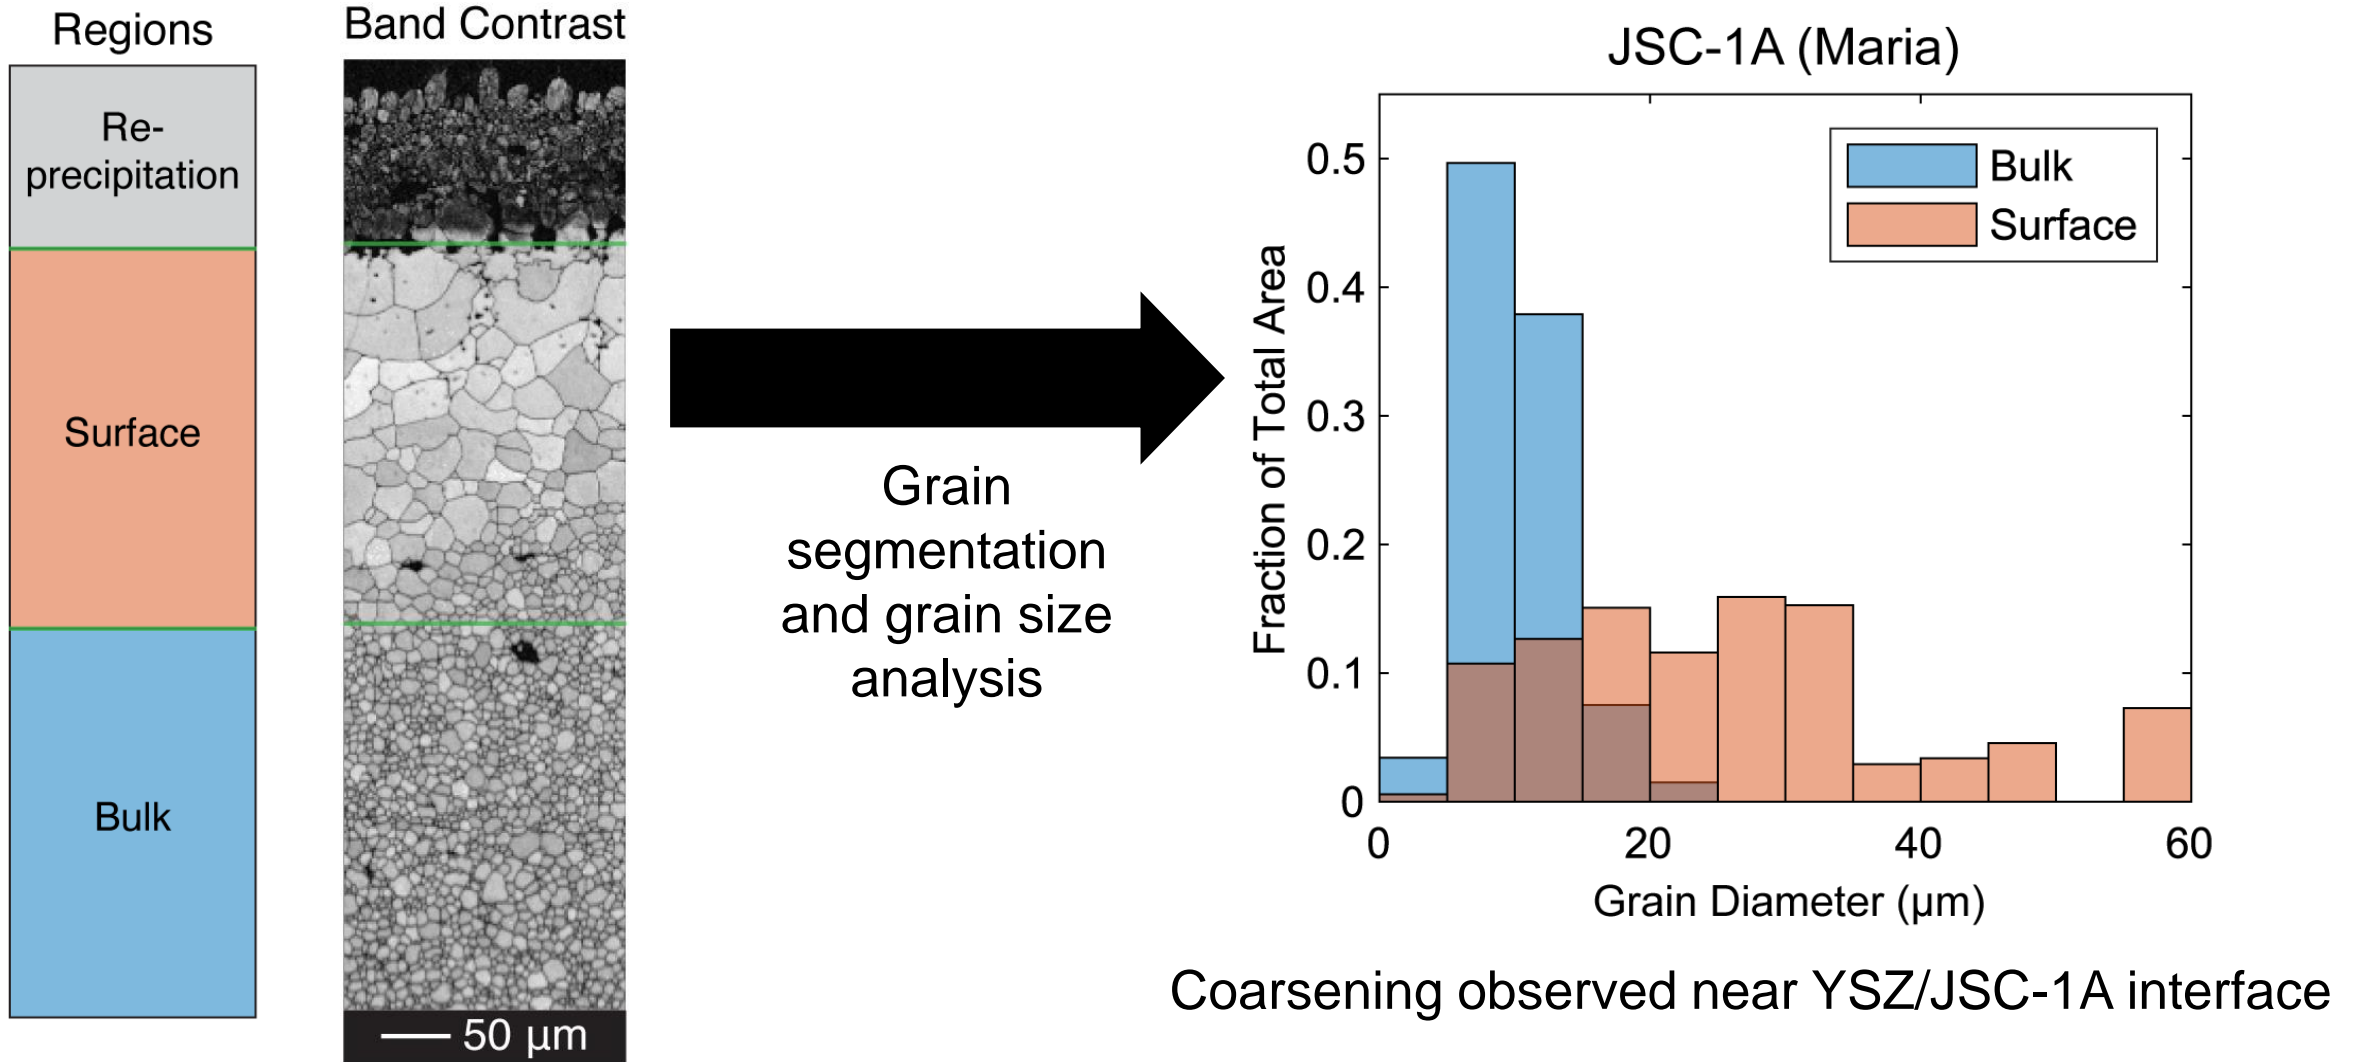 Regions
Re-
precipitation
Surface
Bulk
Band Contrast
50 µm
Grain
segmentation
and grain size
analysis
JSC-1A (Maria)
Bulk
Surface
Fraction of Total Area
0.5
0.4
0.3
0.2
0.1
0
0
20
40
60
Grain Diameter (µm)
Coarsening observed near YSZ/JSC-1A interface